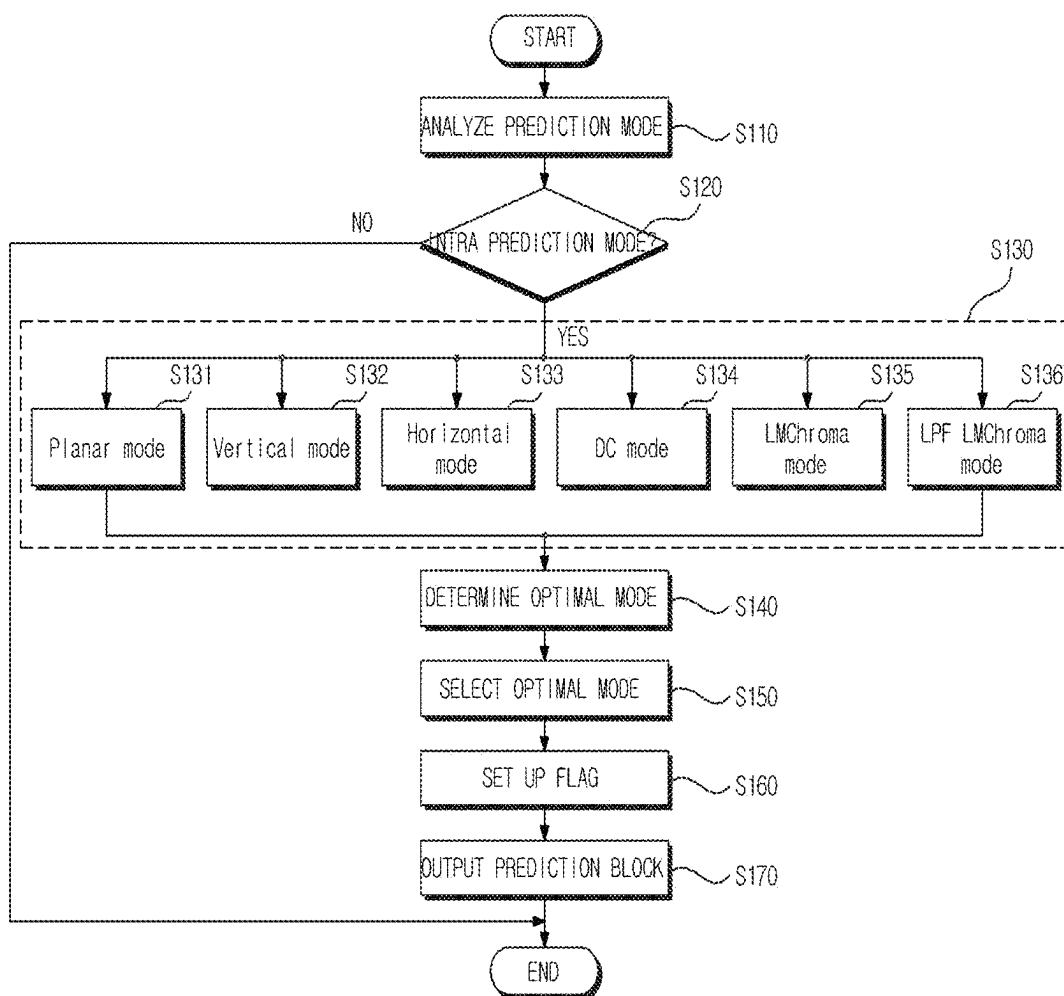 START
ANALYZE PREDICTION MODE
S110
S120
NO
INTRA PREDICTION MODE?
S130
YES
S131
S132
S133
S134
S135
S136
Planar mode
Vertical mode
Horizontal
mode
DC mode
LMChroma
mode
LPF LMChroma
mode
DETERMINE OPTIMAL MODE
S140
SELECT OPTIMAL MODE
S150
SET UP FLAG
S160
OUTPUT PREDICTION BLOCK
S170
END